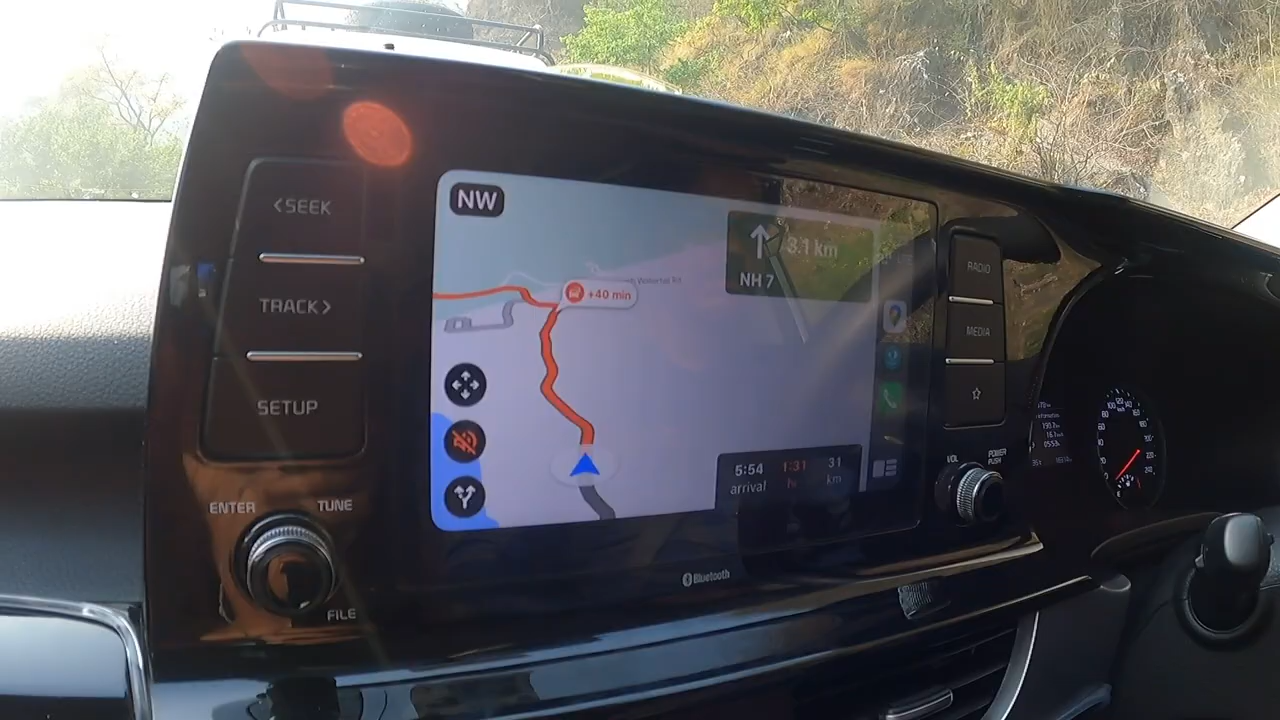 <SEEK
TRACK>
SETUP
ENTER
TUNE
FILE
NW
+40 min
3.1 km
NH 7
5:54
arrival
1:31
31
km
Bluetooth
RADIO
MEDIA
VOL
POWER
PUSH